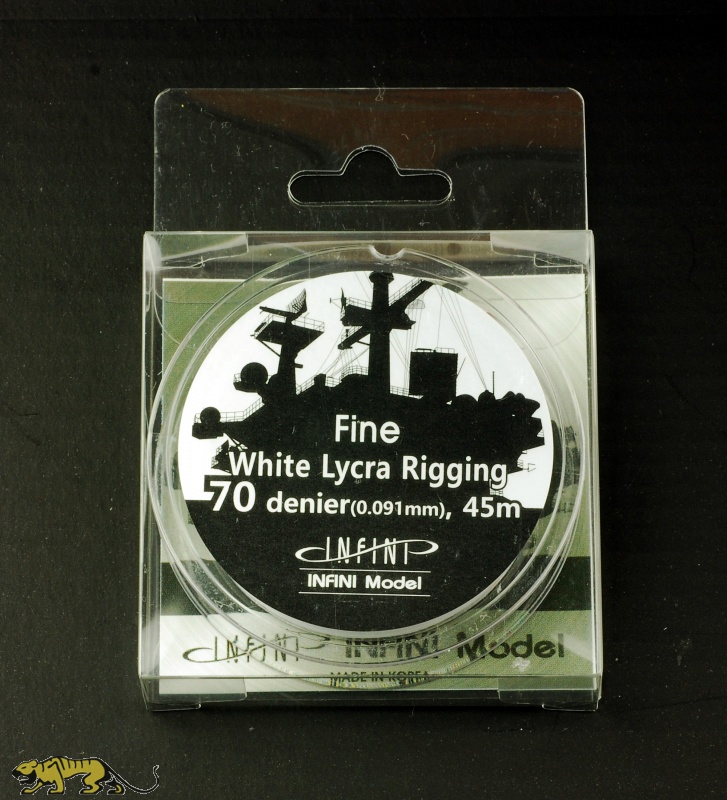 Fine
White Lycra Rigging
70 denier(0.091mm), 45m
INFINI
INFINI Model
INFINI INFINI Model
MADE IN KOREA